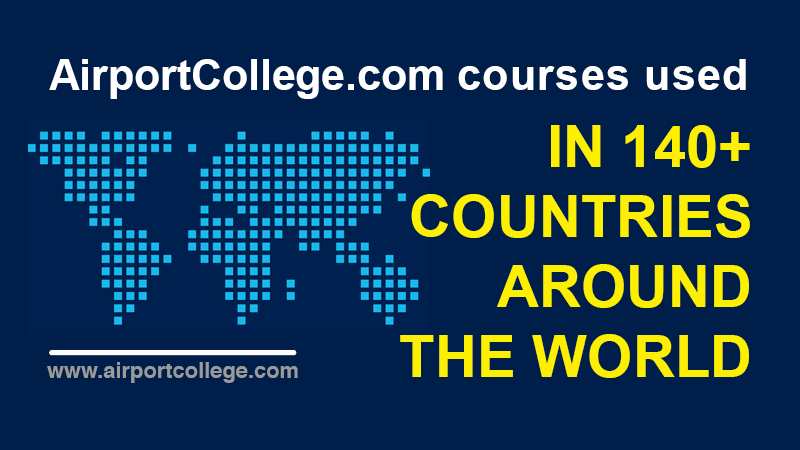 AirportCollege.com courses used
IN 140+
COUNTRIES
AROUND
THE WORLD
www.airportcollege.com